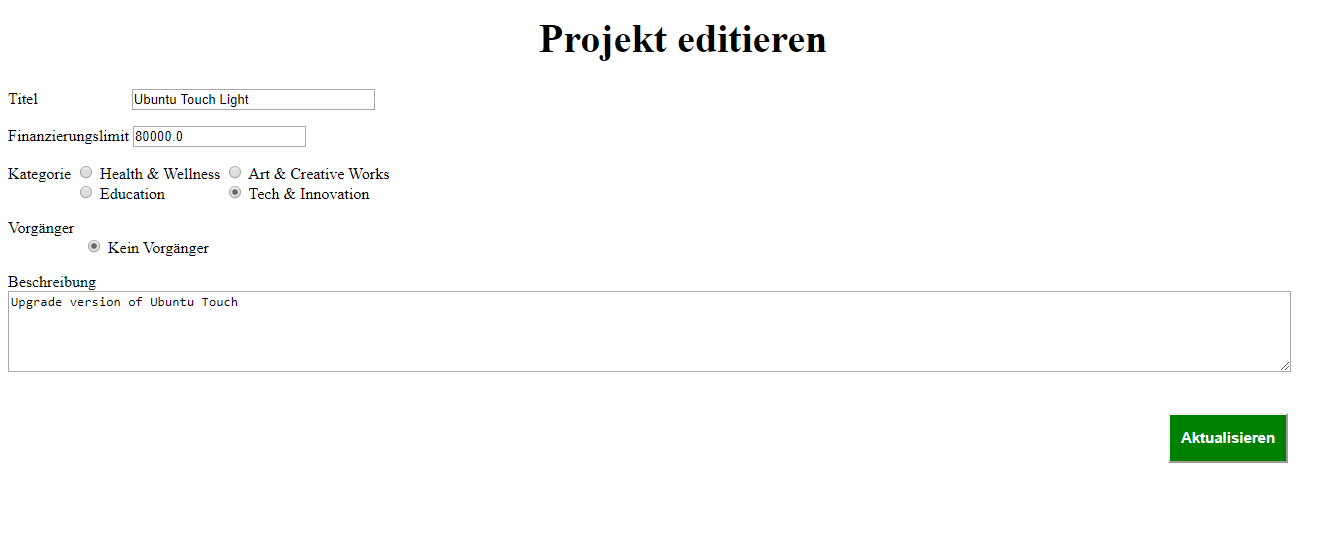 Projekt editieren
Titel Ubuntu Touch Light
Finanzierungslimit 80000.0
Kategorie Health & Wellness Art & Creative Works
Education Tech & Innovation
Vorgänger
Kein Vorgänger
Beschreibung
Upgrade version of Ubuntu Touch
Aktualisieren